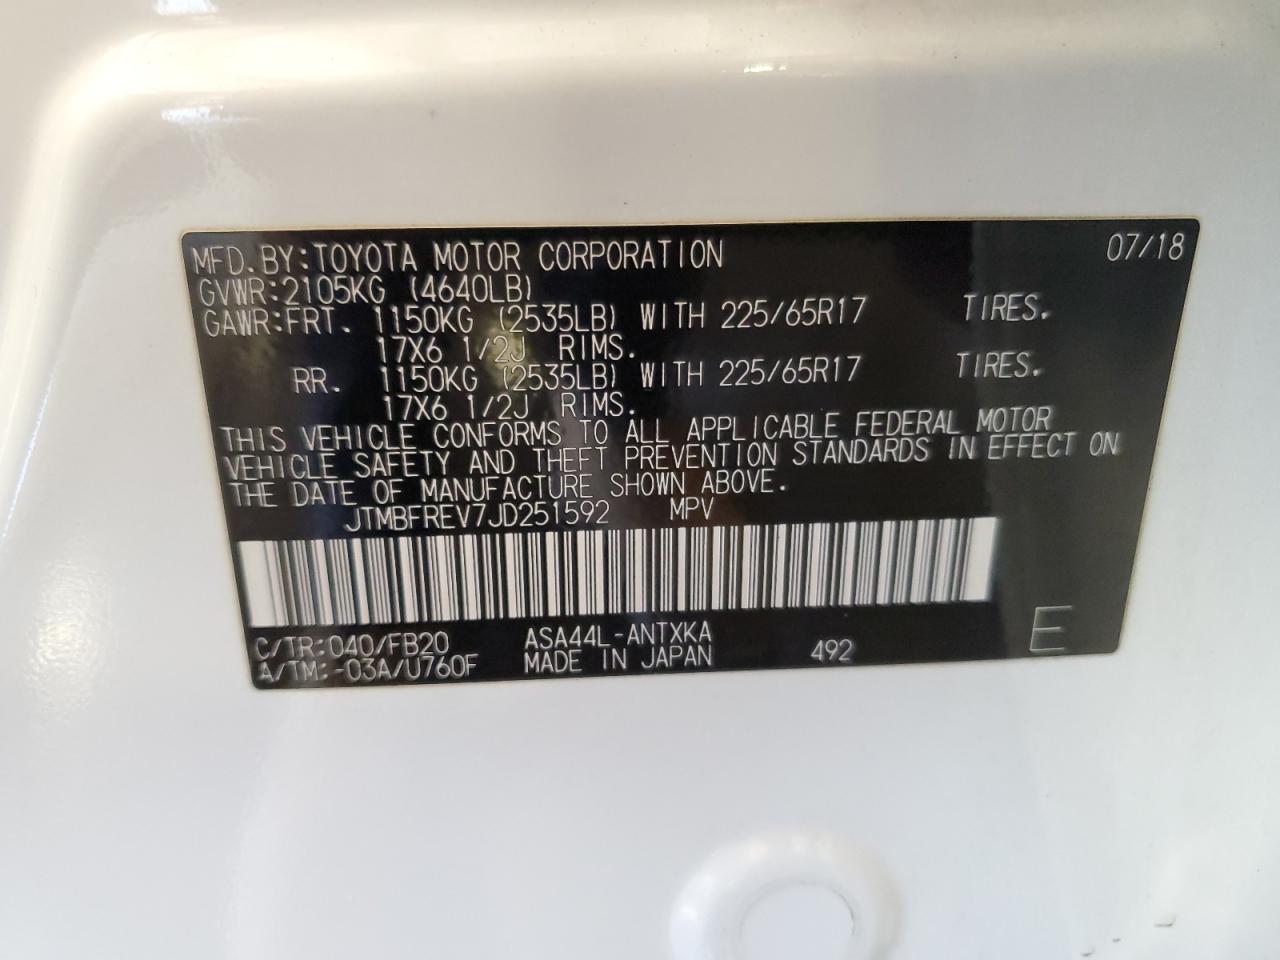 MFD.BY:TOYOTA MOTOR CORPORATION 07/18
GVWR:2105KG (4640LB)
GAWR:FRT. 1150KG (2535LB) WITH 225/65R17 TIRES.
17X6 1/2J RIMS.
RR. 1150KG (2535LB) WITH 225/65R17 TIRES.
17X6 1/2J RIMS.
THIS VEHICLE CONFORMS TO ALL APPLICABLE FEDERAL MOTOR
VEHICLE SAFETY AND THEFT PREVENTION STANDARDS IN EFFECT ON
THE DATE OF MANUFACTURE SHOWN ABOVE.
JTMBFREV7JD251592 MPV
C/TR:040/FB20 ASA44L-ANTXKA
A/TM:-03A/U760F MADE IN JAPAN 492 E